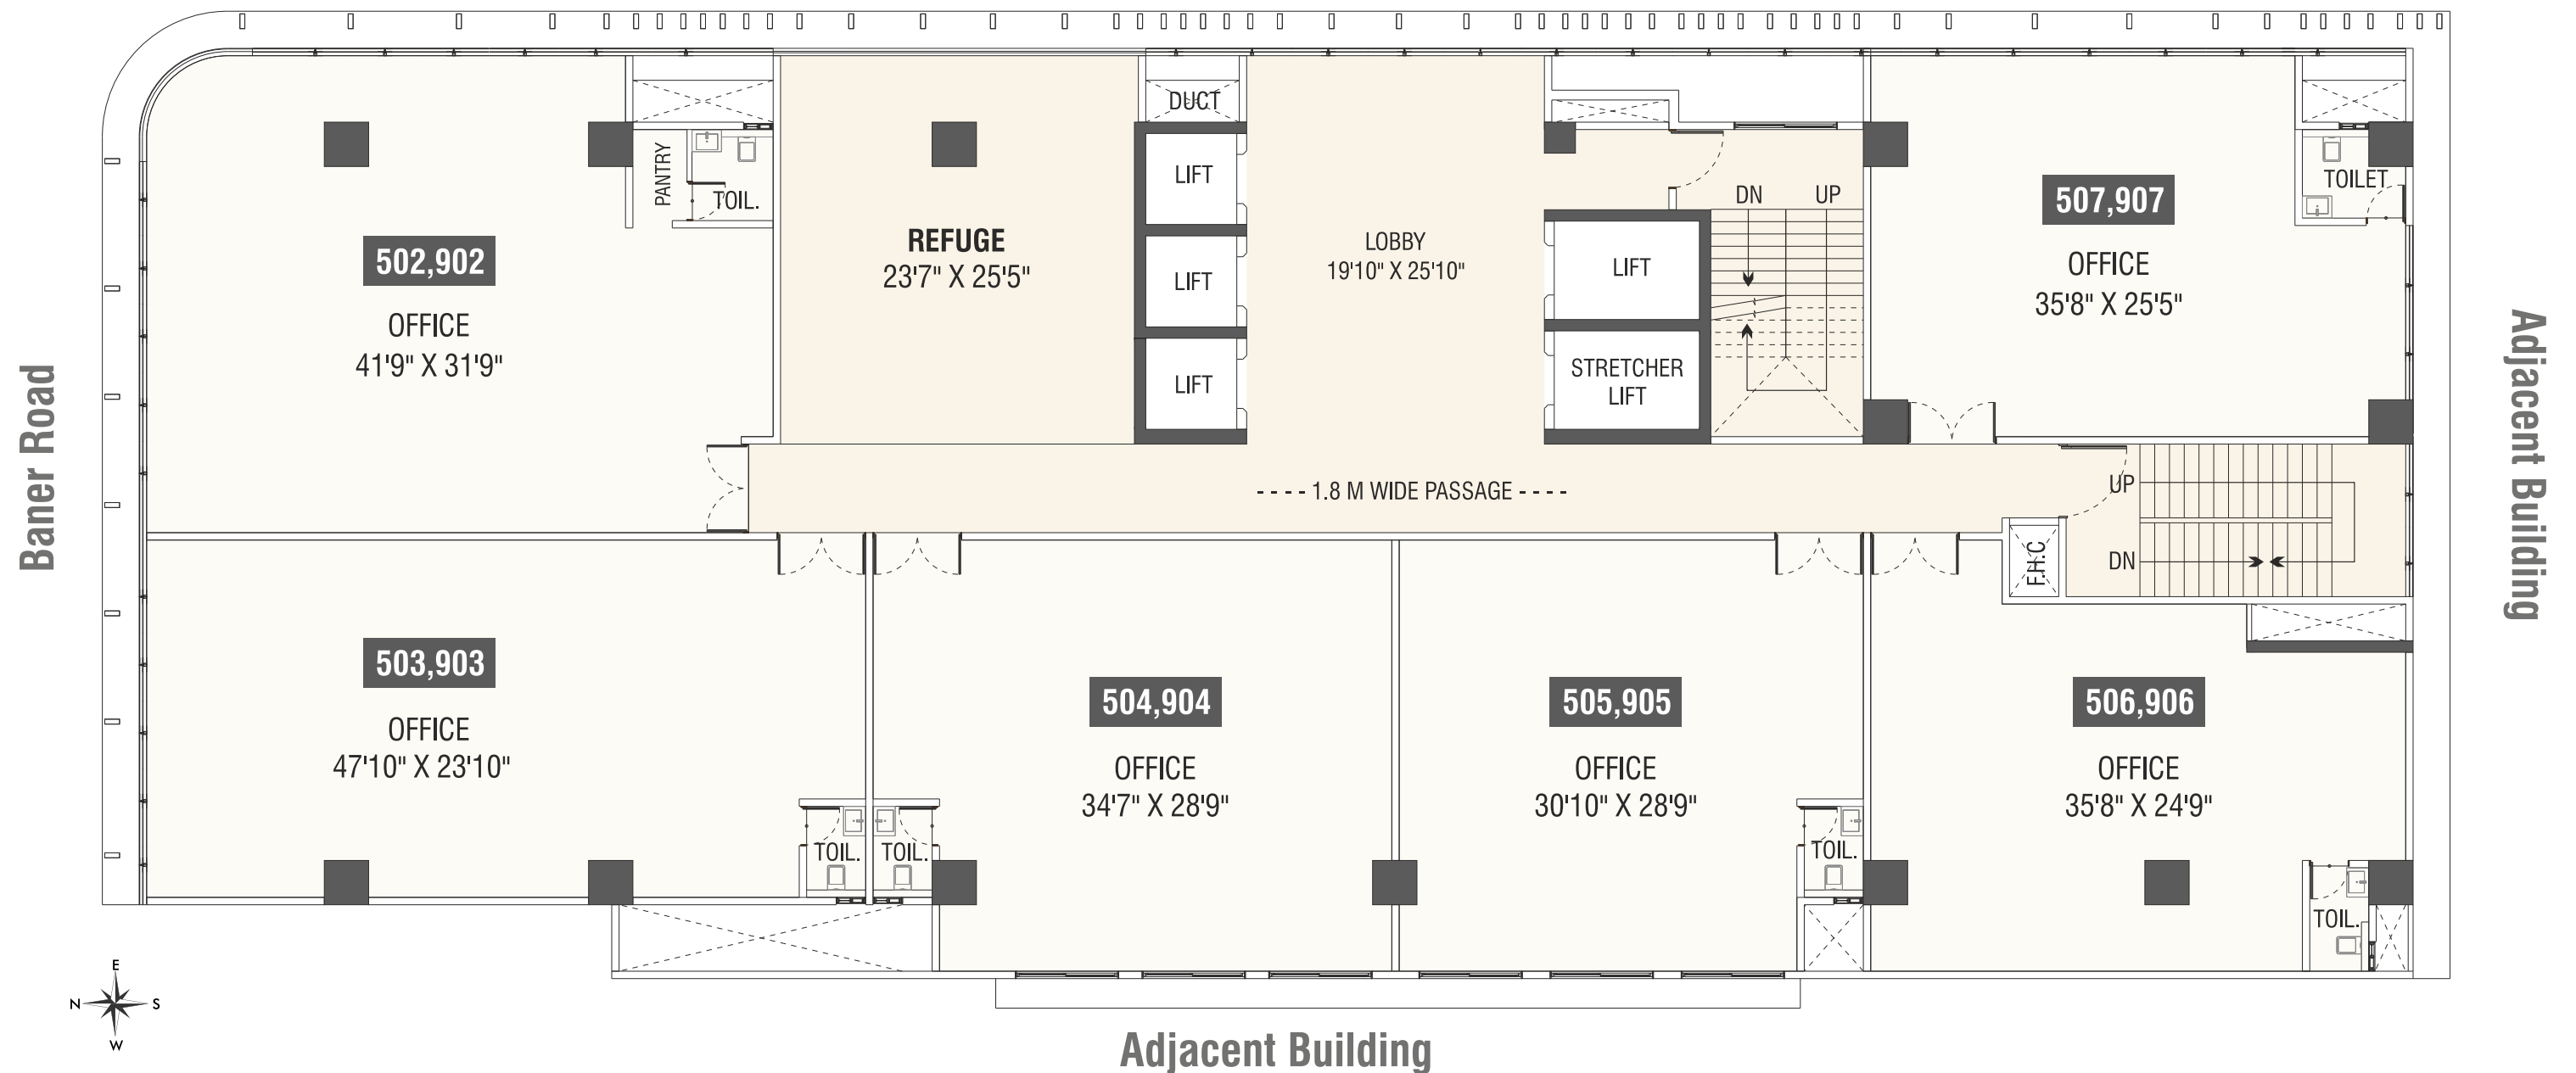 DUCT
PANTRY
TOIL.
LIFT
DN
UP
TOILET
507,907
OFFICE
35'8" X 25'5"
502,902
OFFICE
41'9" X 31'9"
REFUGE
23'7" X 25'5"
LIFT
LOBBY
19'10" X 25'10"
LIFT
LIFT
STRETCHER
LIFT
Baner Road
Adjacent Building
---- 1.8 M WIDE PASSAGE ----
UP
DN
F.H.C
503,903
OFFICE
47'10" X 23'10"
TOIL.
TOIL.
504,904
OFFICE
34'7" X 28'9"
505,905
OFFICE
30'10" X 28'9"
TOIL.
506,906
OFFICE
35'8" X 24'9"
TOIL.
E
N
S
W
Adjacent Building